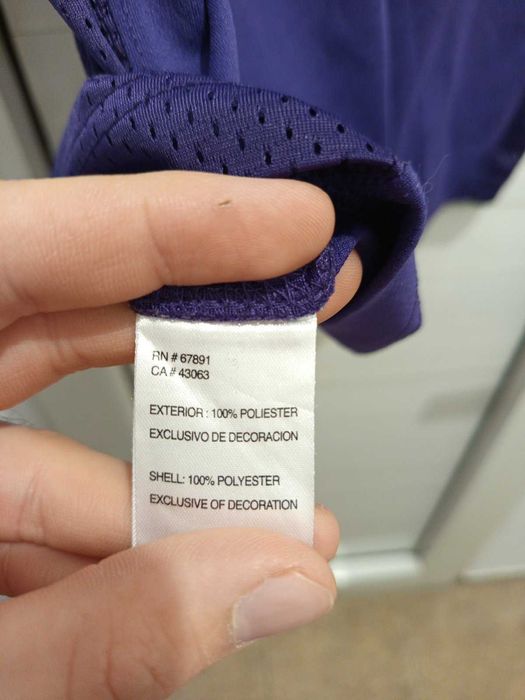 RN # 67891
CA # 43063
EXTERIOR: 100% POLIESTER
EXCLUSIVO DE DECORACION
SHELL: 100% POLYESTER
EXCLUSIVE OF DECORATION